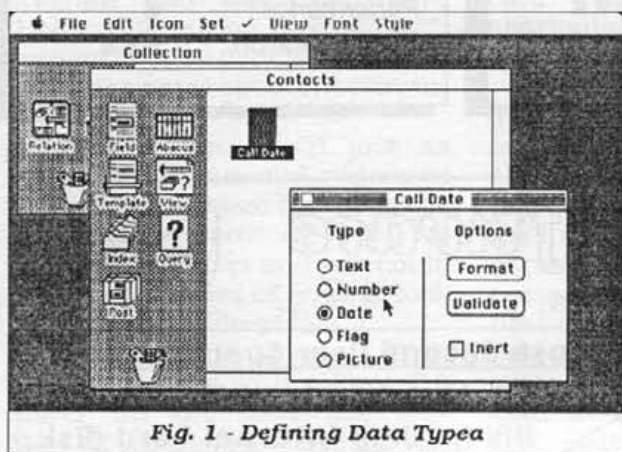 File Edit Icon Set ✓ View Font Style
Collection
Contacts
Relation
Field
Abacus
Call Date
Template
View
Index
Query
Post
Call Date
Type
Options
Text
Format
Number
Validate
Date
Flag
Inert
Picture
Fig. 1 : Defining Data Typea